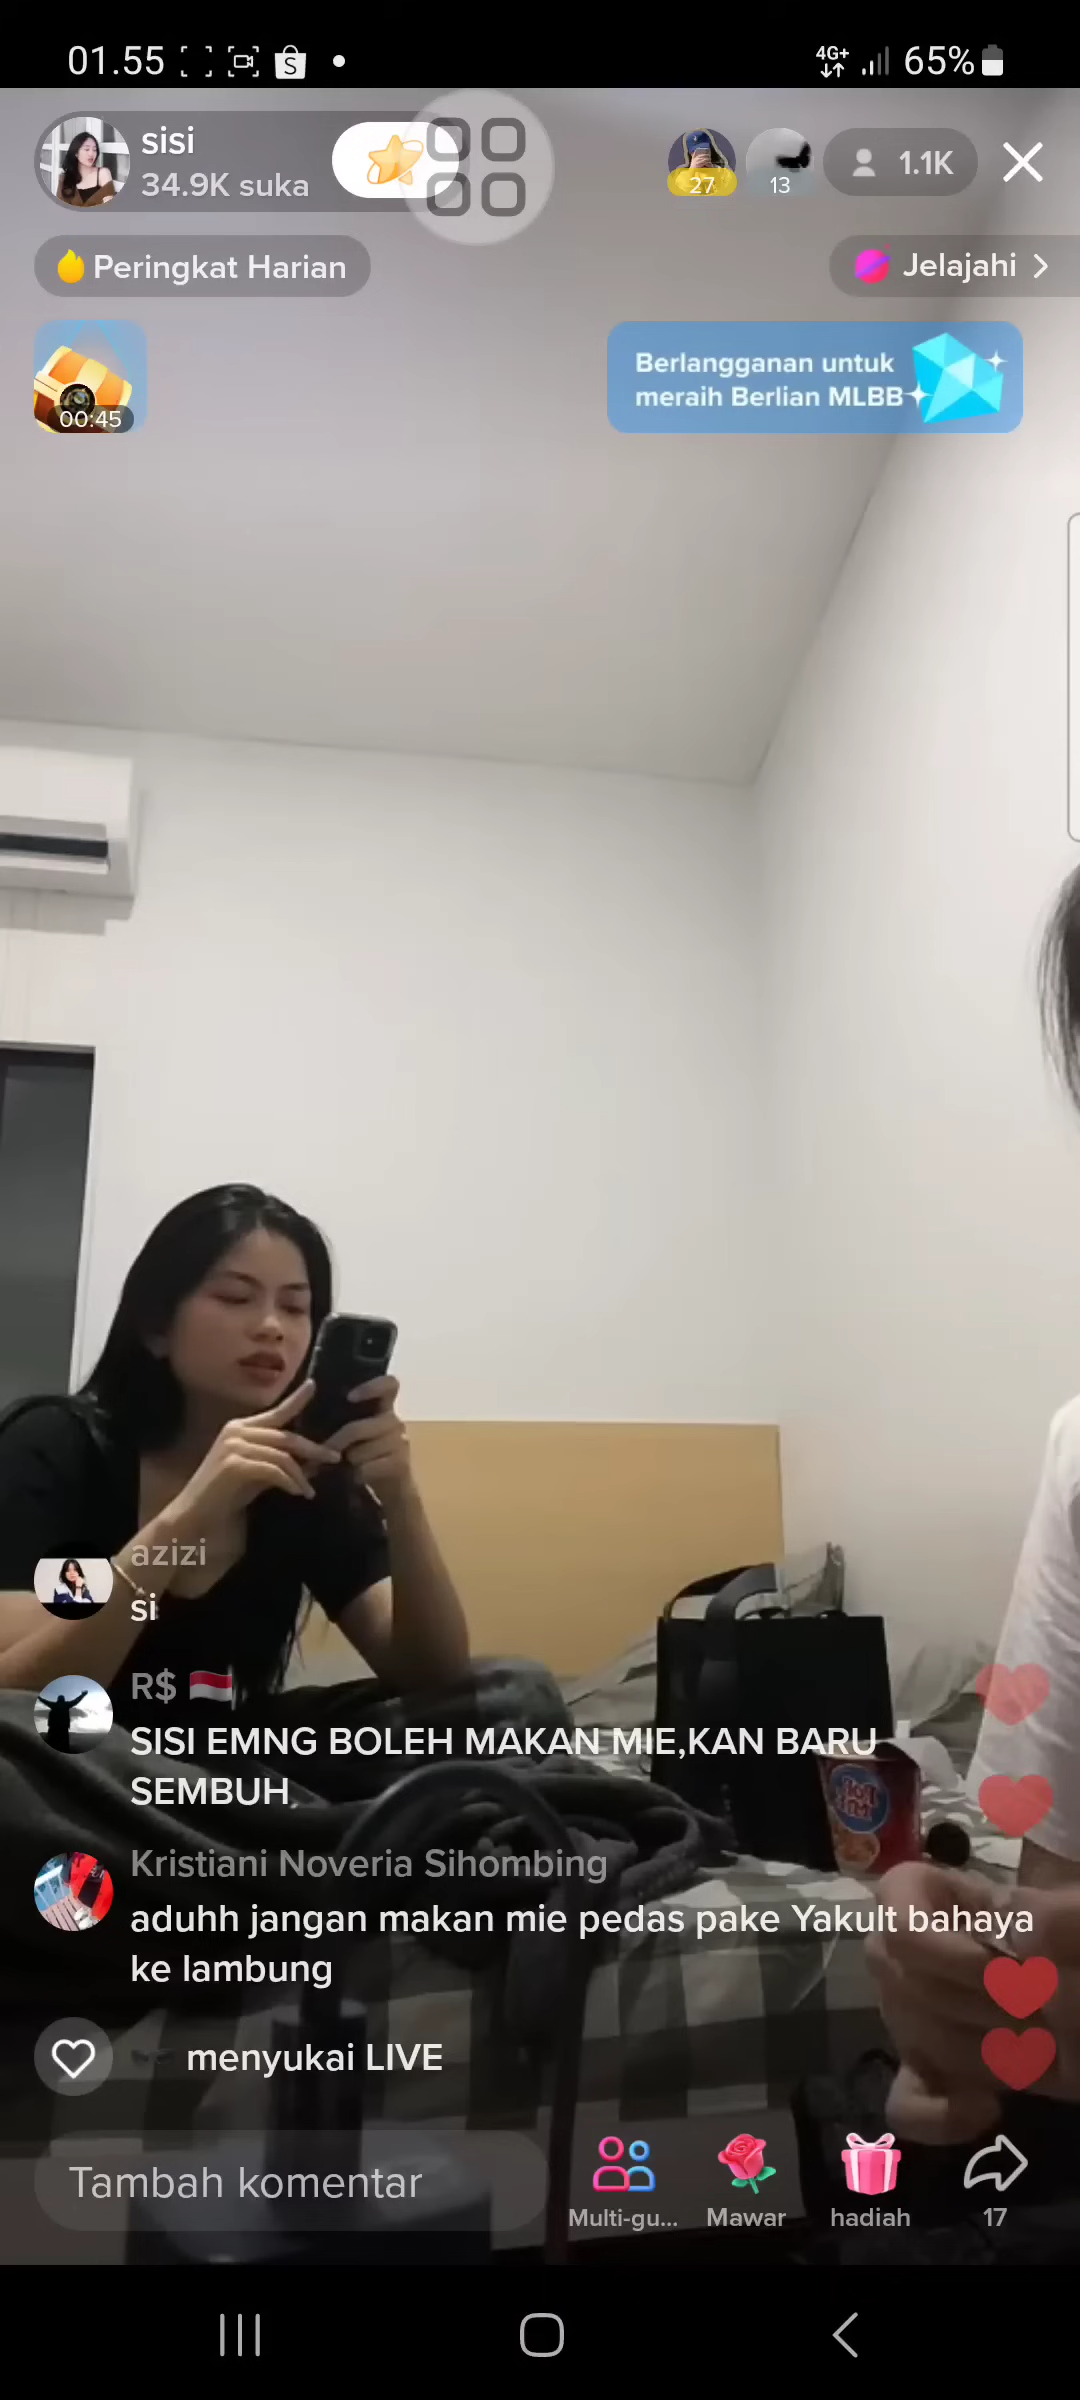 01.55
4G+
65%
sisi
34.9K suka
27
13
1.1K
Peringkat Harian
Jelajahi
00:45
Berlangganan untuk
meraih Berlian MLBB
azizi
si
R$
SISI EMNG BOLEH MAKAN MIE,KAN BARU
SEMBUH
Kristiani Noveria Sihombing
aduhh jangan makan mie pedas pake Yakult bahaya
ke lambung
menyukai LIVE
Tambah komentar
Multi-gu...
Mawar
hadiah
17